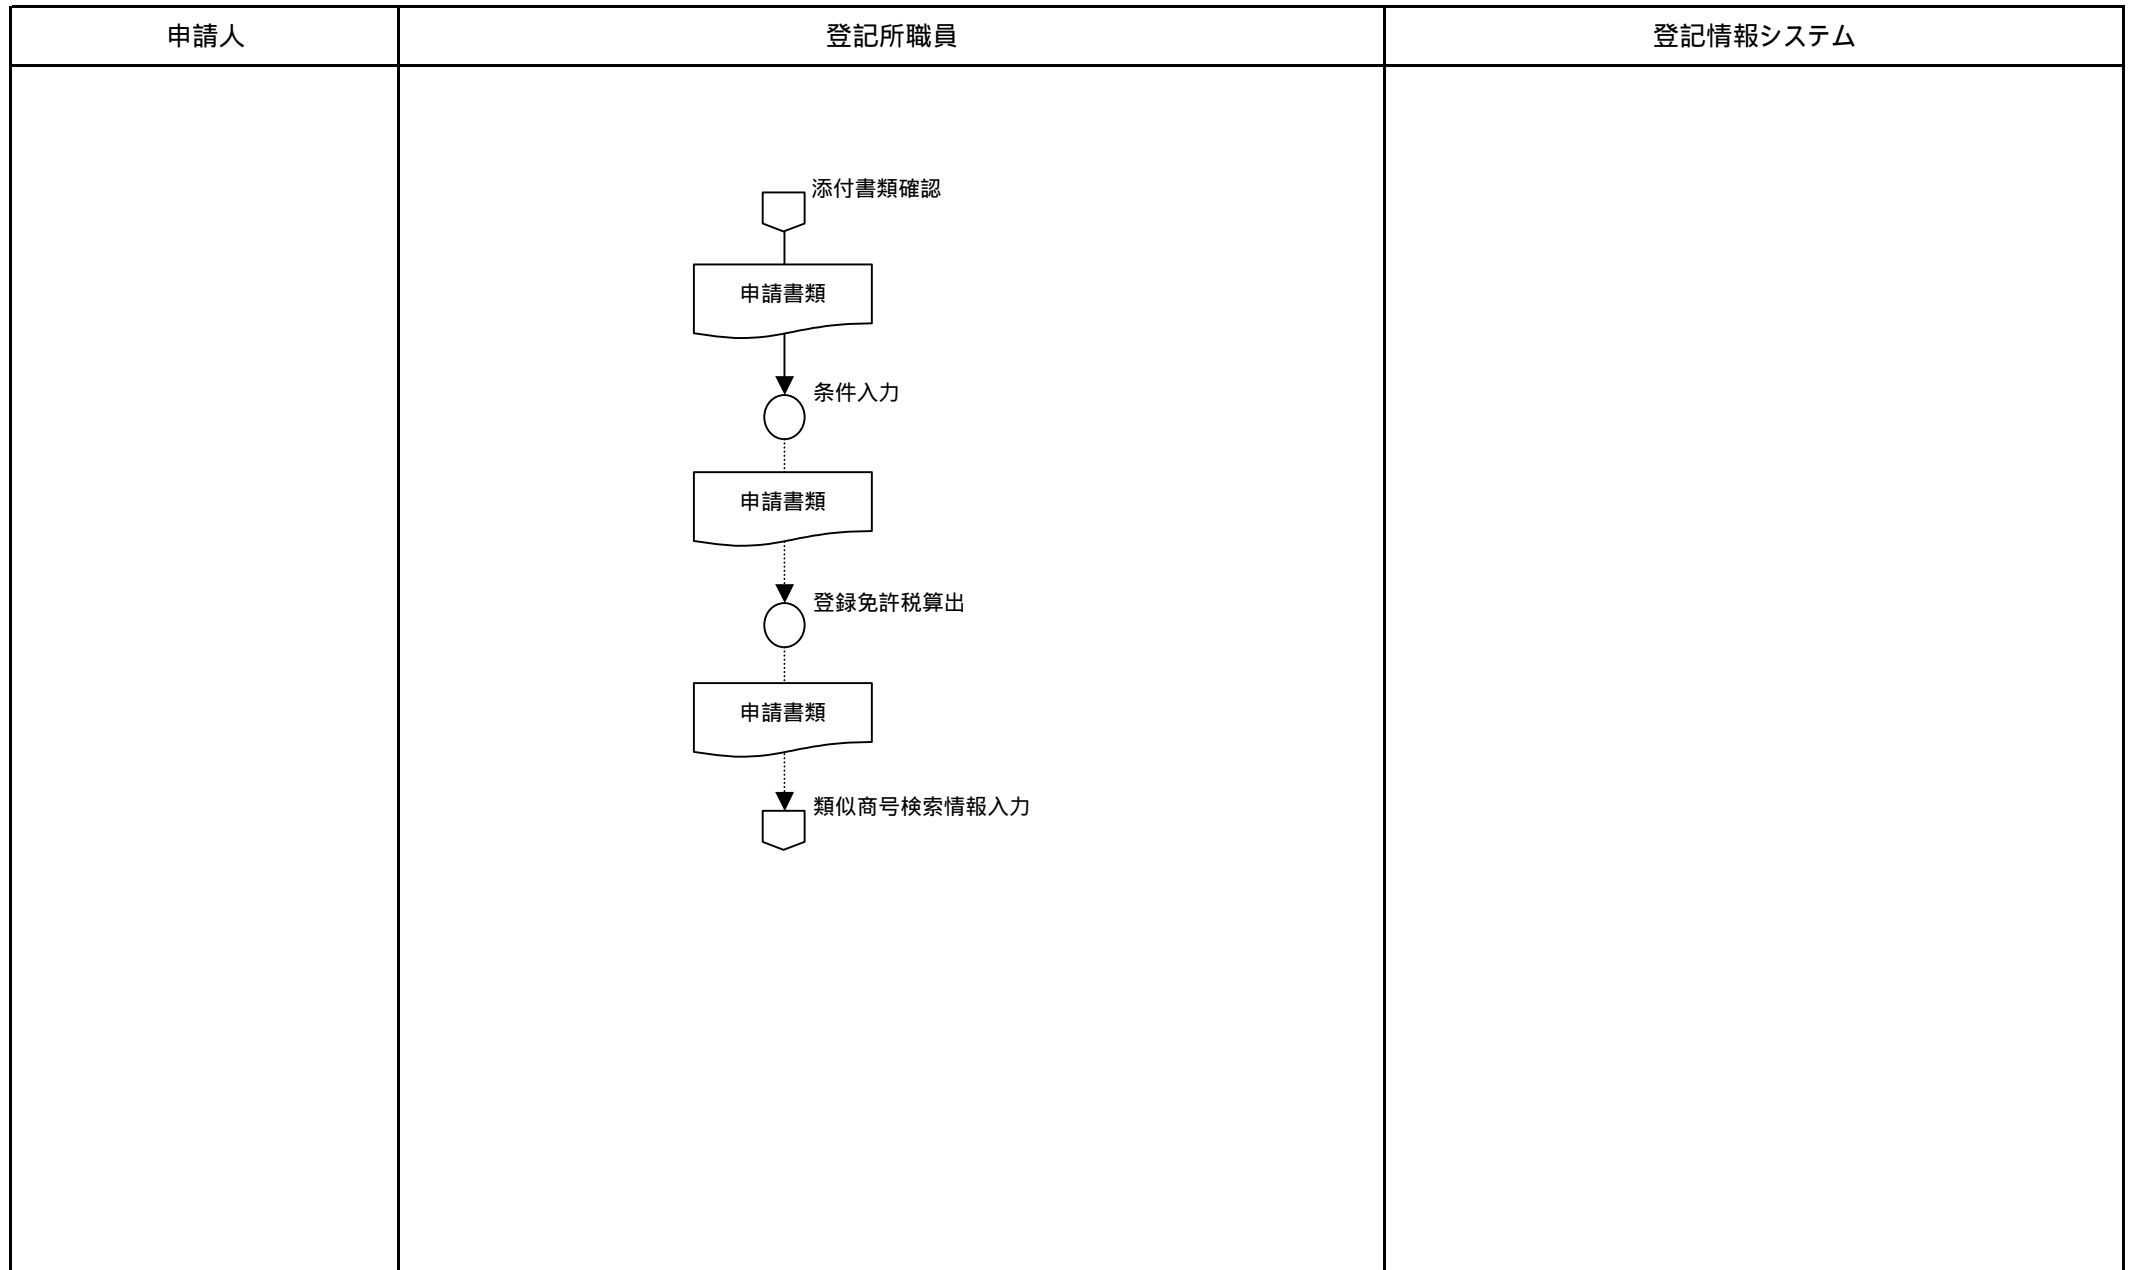 申請人
登記所職員
登記情報システム
添付書類確認
申請書類
条件入力
申請書類
登録免許税算出
申請書類
類似商号検索情報入力